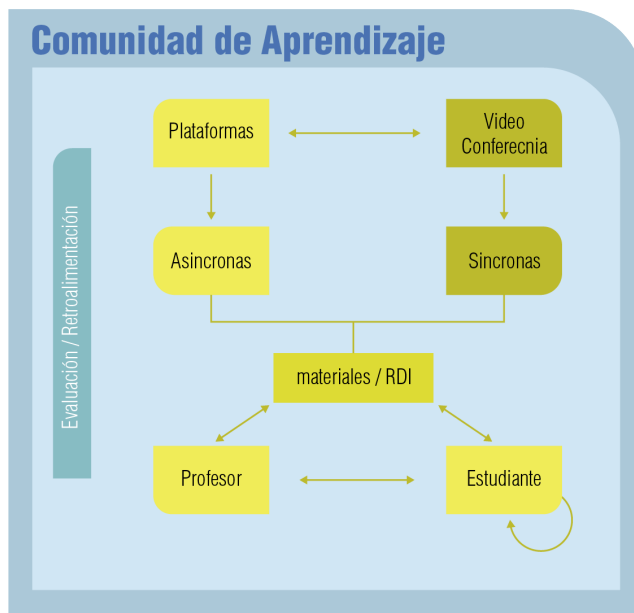 Comunidad de Aprendizaje
Plataformas
Video
Conferecnia
Asincronas
Sincronas
Evaluación / Retroalimentación
materiales / RDI
Profesor
Estudiante